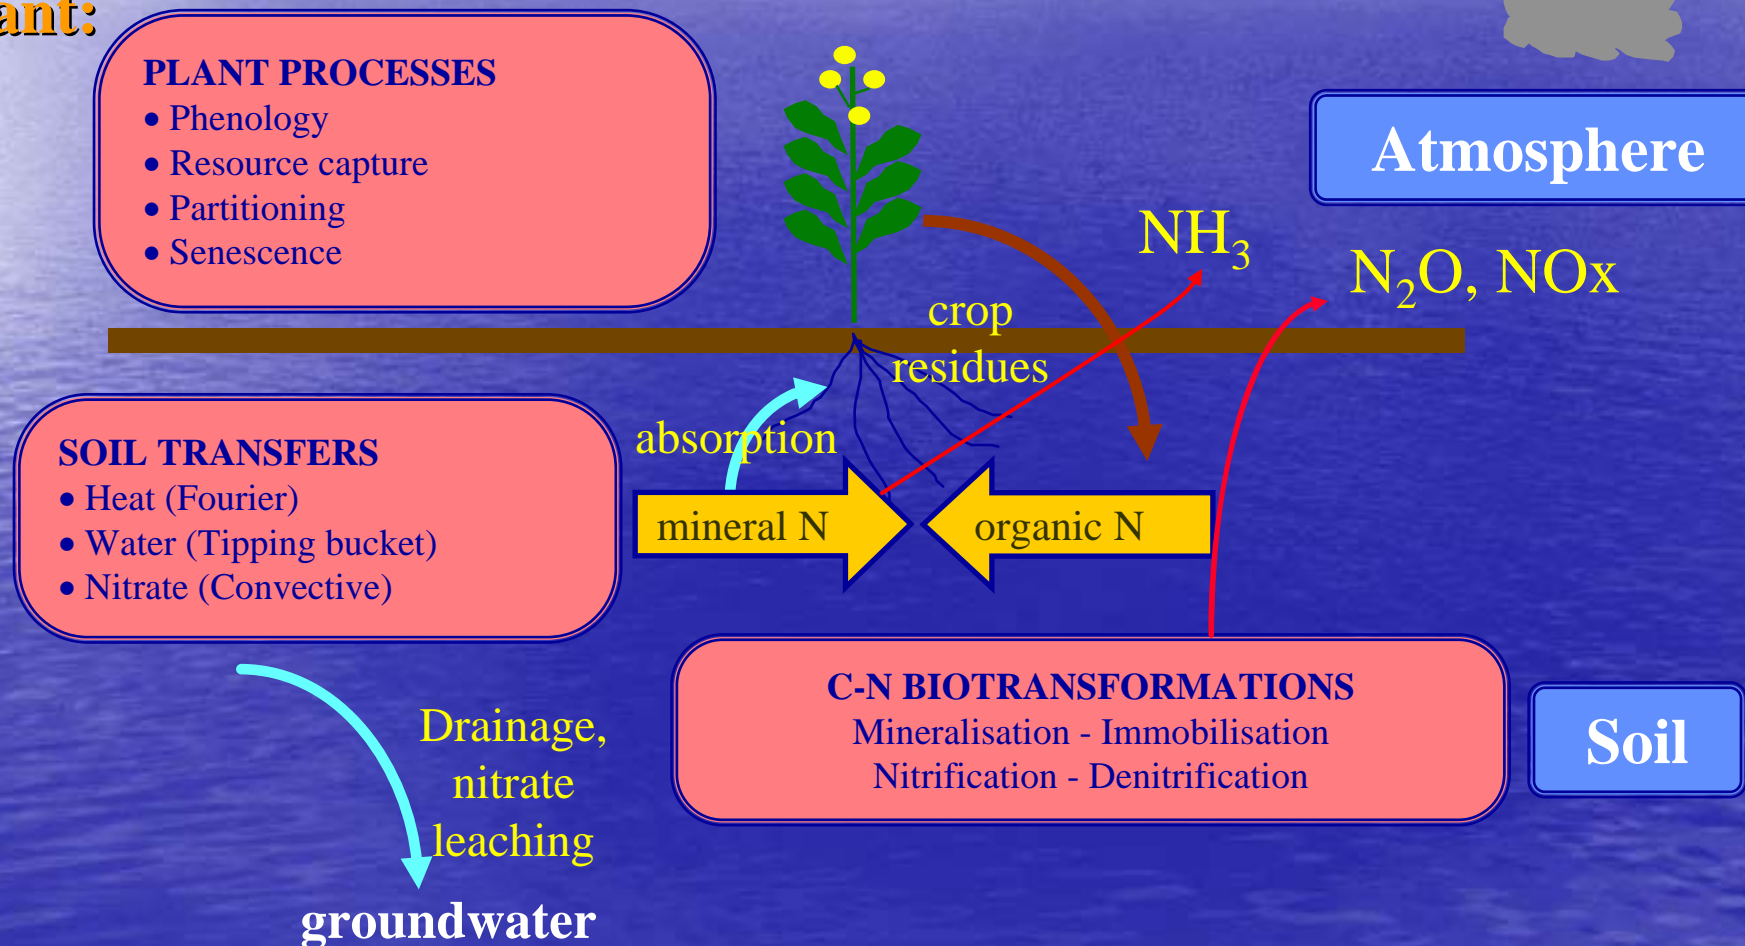 ant:
PLANT PROCESSES
• Phenology
• Resource capture
• Partitioning
• Senescence
Atmosphere
NH₃
N₂O, NOx
crop
residues
absorption
SOIL TRANSFERS
• Heat (Fourier)
• Water (Tipping bucket)
• Nitrate (Convective)
mineral N
organic N
C-N BIOTRANSFORMATIONS
Mineralisation - Immobilisation
Nitrification - Denitrification
Soil
Drainage,
nitrate
leaching
groundwater